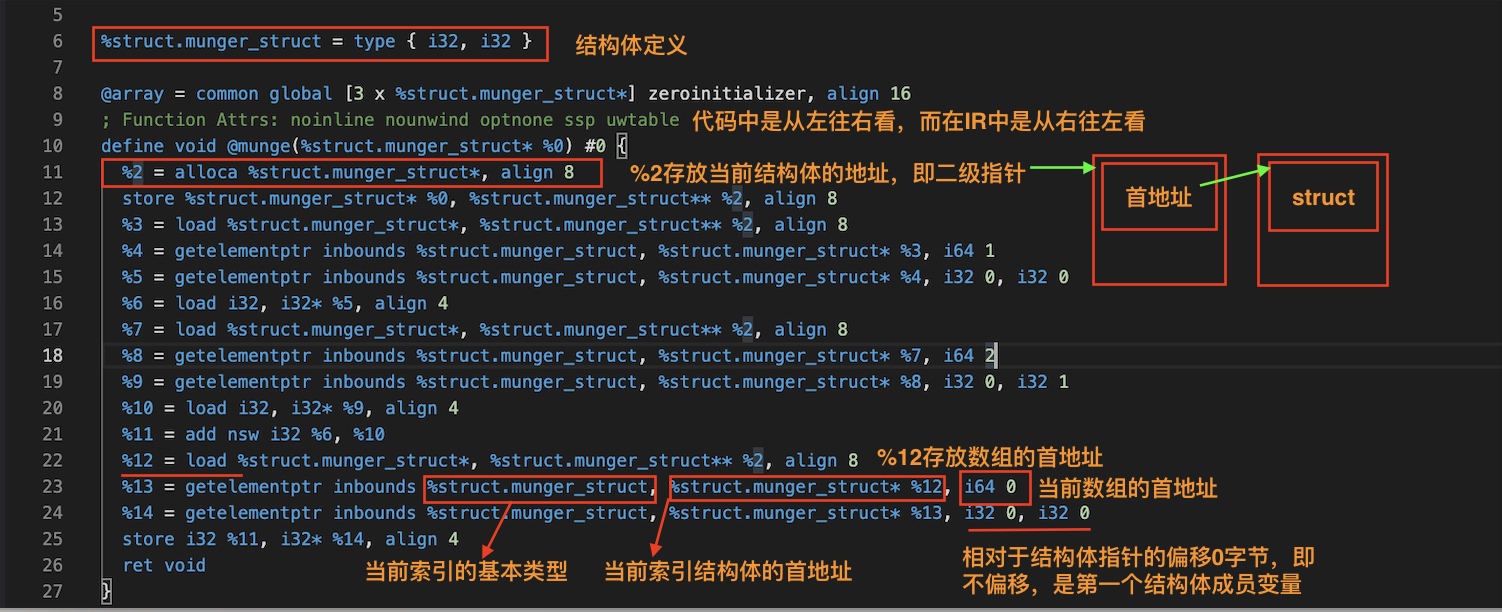 5
6 %struct.munger_struct = type { i32, i32 } 结构体定义
7
8 @array = common global [3 x %struct.munger_struct*] zeroinitializer, align 16
9 ; Function Attrs: noinline nounwind optnone ssp uwtable 代码中是从左往右看，而在IR中是从右往左看
10 define void @munge(%struct.munger_struct* %0) #0 {
11 %2 = alloca %struct.munger_struct*, align 8 %2存放当前结构体的地址，即二级指针 首地址 struct
12 store %struct.munger_struct* %0, %struct.munger_struct** %2, align 8
13 %3 = load %struct.munger_struct*, %struct.munger_struct** %2, align 8
14 %4 = getelementptr inbounds %struct.munger_struct, %struct.munger_struct* %3, i64 1
15 %5 = getelementptr inbounds %struct.munger_struct, %struct.munger_struct* %4, i32 0, i32 0
16 %6 = load i32, i32* %5, align 4
17 %7 = load %struct.munger_struct*, %struct.munger_struct** %2, align 8
18 %8 = getelementptr inbounds %struct.munger_struct, %struct.munger_struct* %7, i64 2
19 %9 = getelementptr inbounds %struct.munger_struct, %struct.munger_struct* %8, i32 0, i32 1
20 %10 = load i32, i32* %9, align 4
21 %11 = add nsw i32 %6, %10
22 %12 = load %struct.munger_struct*, %struct.munger_struct** %2, align 8 %12存放数组的首地址
23 %13 = getelementptr inbounds %struct.munger_struct, %struct.munger_struct* %12, i64 0 当前数组的首地址
24 %14 = getelementptr inbounds %struct.munger_struct, %struct.munger_struct* %13, i32 0, i32 0
25 store i32 %11, i32* %14, align 4
26 ret void 当前索引的基本类型 当前索引结构体的首地址 相对于结构体指针的偏移0字节，即
不偏移，是第一个结构体成员变量
27 }